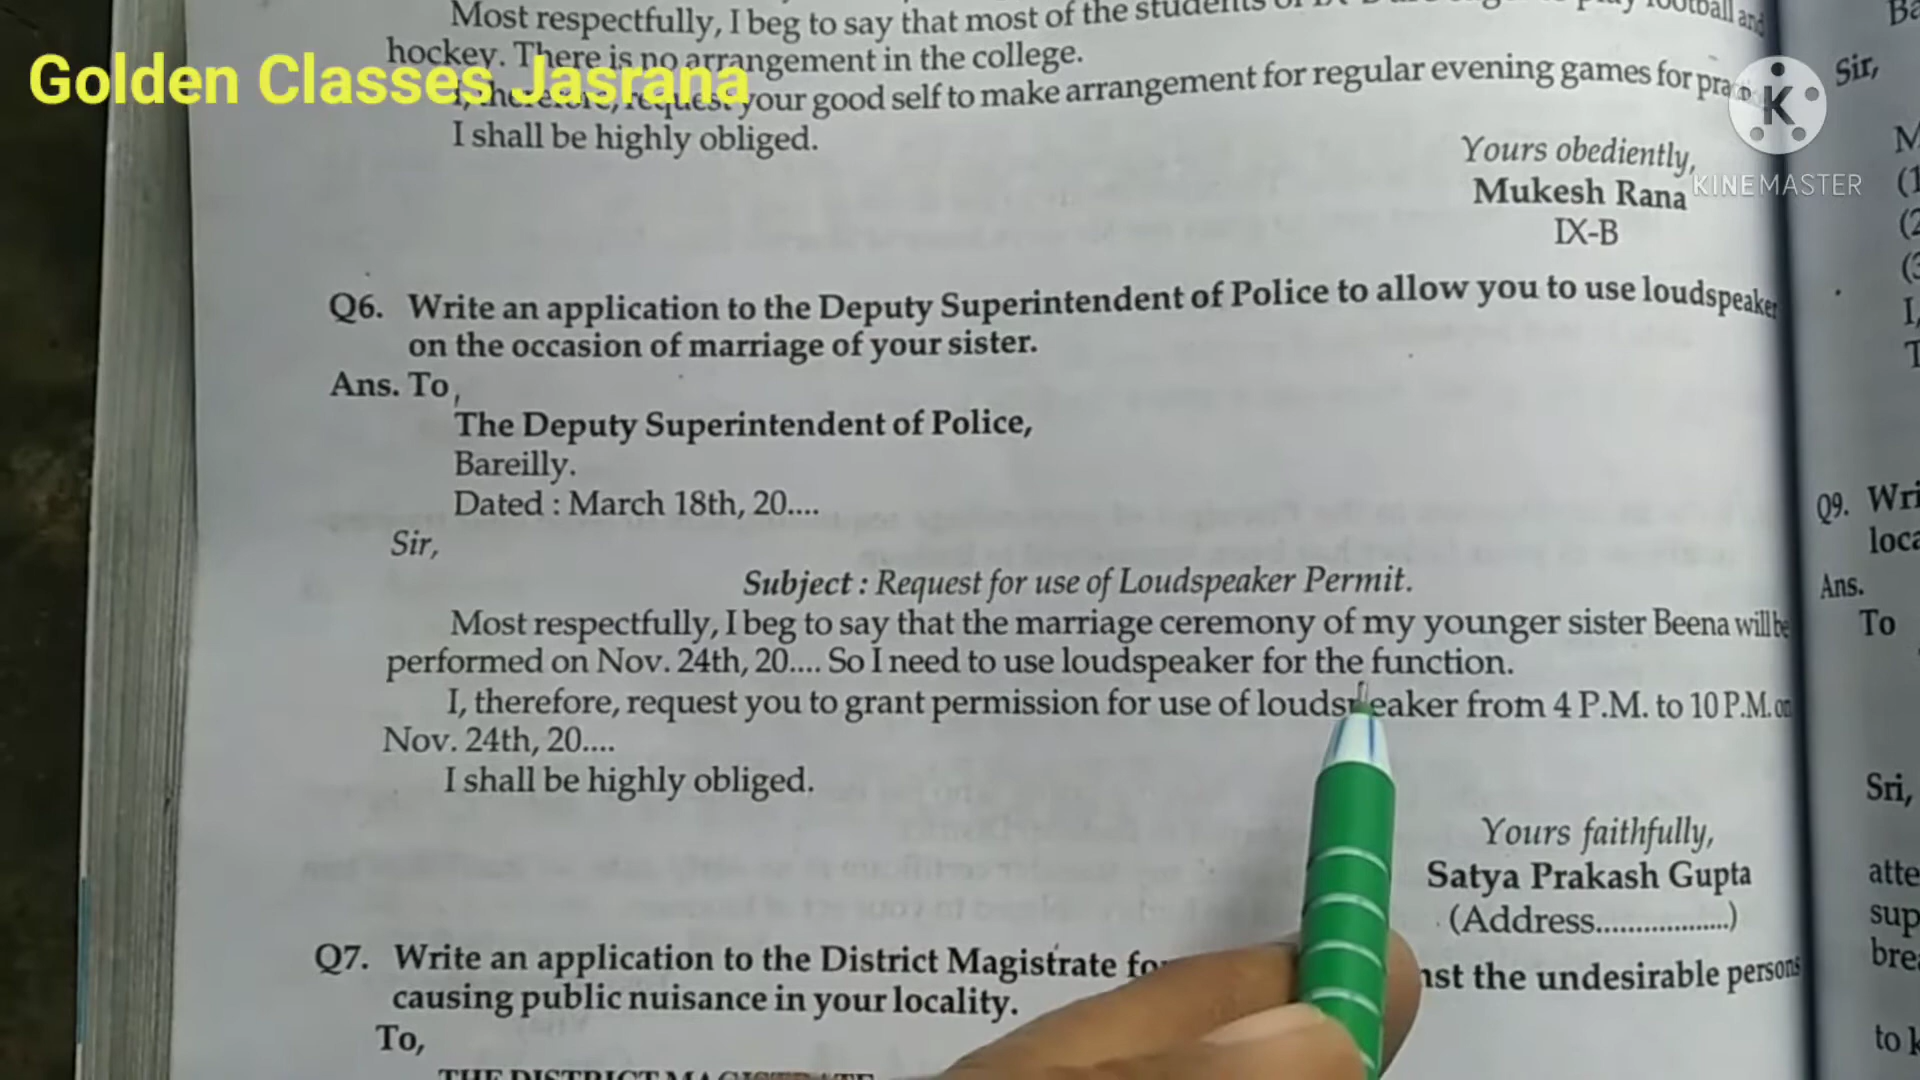 Most respectfully, I beg to say that most of the students
football and
hockey. There is no arrangement in the college.
Golden Classes Jasrana
I, therefore, request your good self to make arrangement for regular evening games for
I shall be highly obliged.
Yours obediently,
Mukesh Rana
IX-B
K
KINEMASTER
Q6. Write an application to the Deputy Superintendent of Police to allow you to use loudspeaker
on the occasion of marriage of your sister.
Ans. To,
The Deputy Superintendent of Police,
Bareilly.
Dated : March 18th, 20....
Sir,
Subject : Request for use of Loudspeaker Permit.
Most respectfully, I beg to say that the marriage ceremony of my younger sister Beena will be
performed on Nov. 24th, 20.... So I need to use loudspeaker for the function.
I, therefore, request you to grant permission for use of loudspeaker from 4 P.M. to 10 P.M. on
Nov. 24th, 20....
I shall be highly obliged.
Yours faithfully,
Satya Prakash Gupta
(Address...................)
Q7. Write an application to the District Magistrate the undesirable persons
causing public nuisance in your locality.
To,
THE DISTRICT MAGISTRATE
Sir,
Q9.
Ans.
To
Sri,